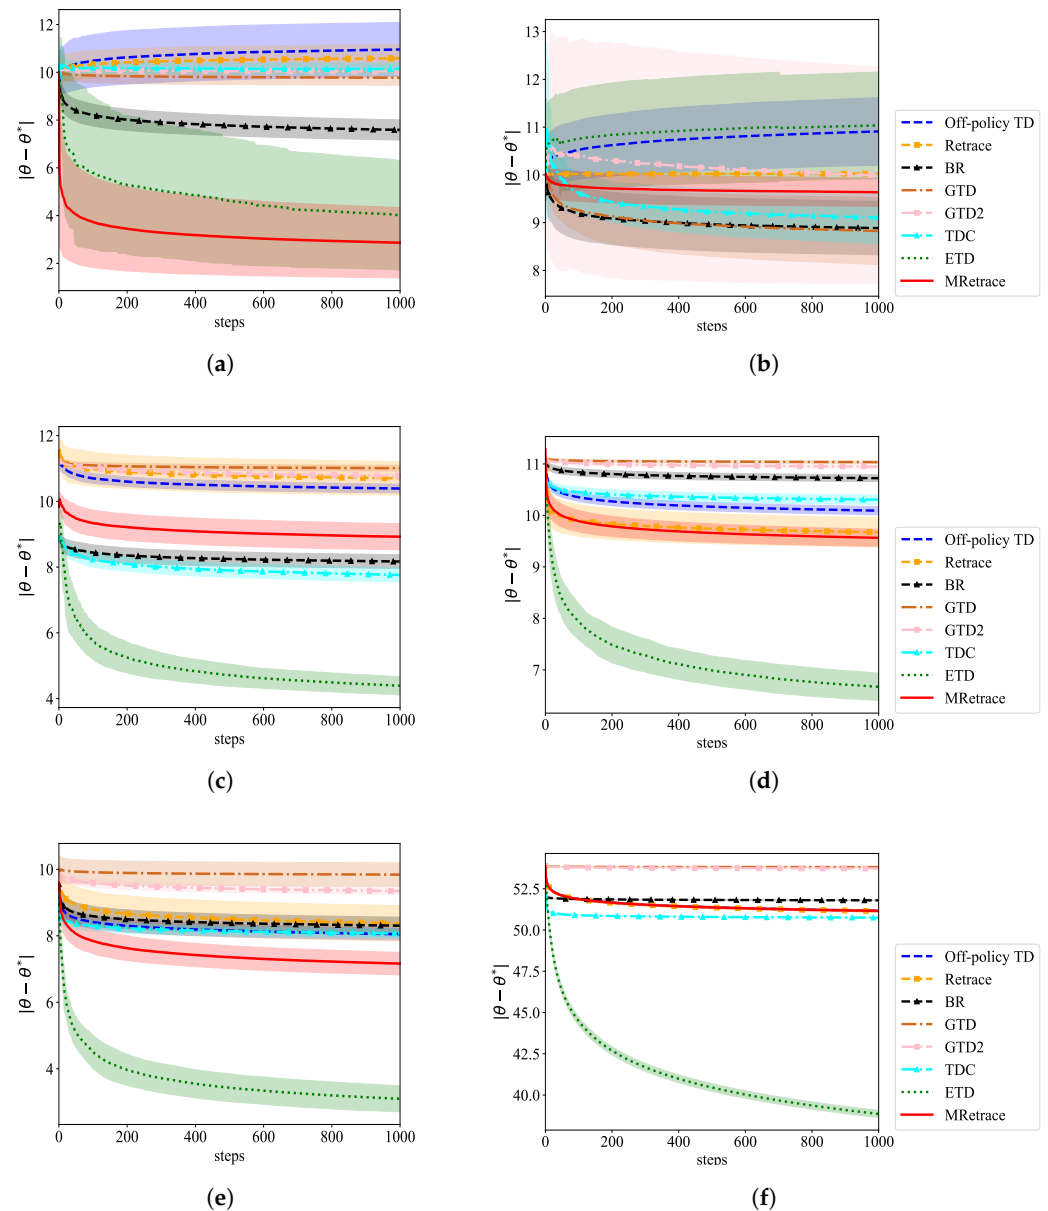 12
10
8
6
4
2
0
200
400
600
800
1000
steps
|θ − θ*|
(a)
13
12
11
10
9
8
0
200
400
600
800
1000
steps
|θ − θ*|
(b)
Off-policy TD
Retrace
BR
GTD
GTD2
TDC
ETD
MRetrace
12
10
8
6
4
0
200
400
600
800
1000
steps
|θ − θ*|
(c)
11
10
9
8
7
0
200
400
600
800
1000
steps
|θ − θ*|
(d)
Off-policy TD
Retrace
BR
GTD
GTD2
TDC
ETD
MRetrace
10
8
6
4
0
200
400
600
800
1000
steps
|θ − θ*|
(e)
52.5
50.0
47.5
45.0
42.5
40.0
0
200
400
600
800
1000
steps
|θ − θ*|
(f)
Off-policy TD
Retrace
BR
GTD
GTD2
TDC
ETD
MRetrace